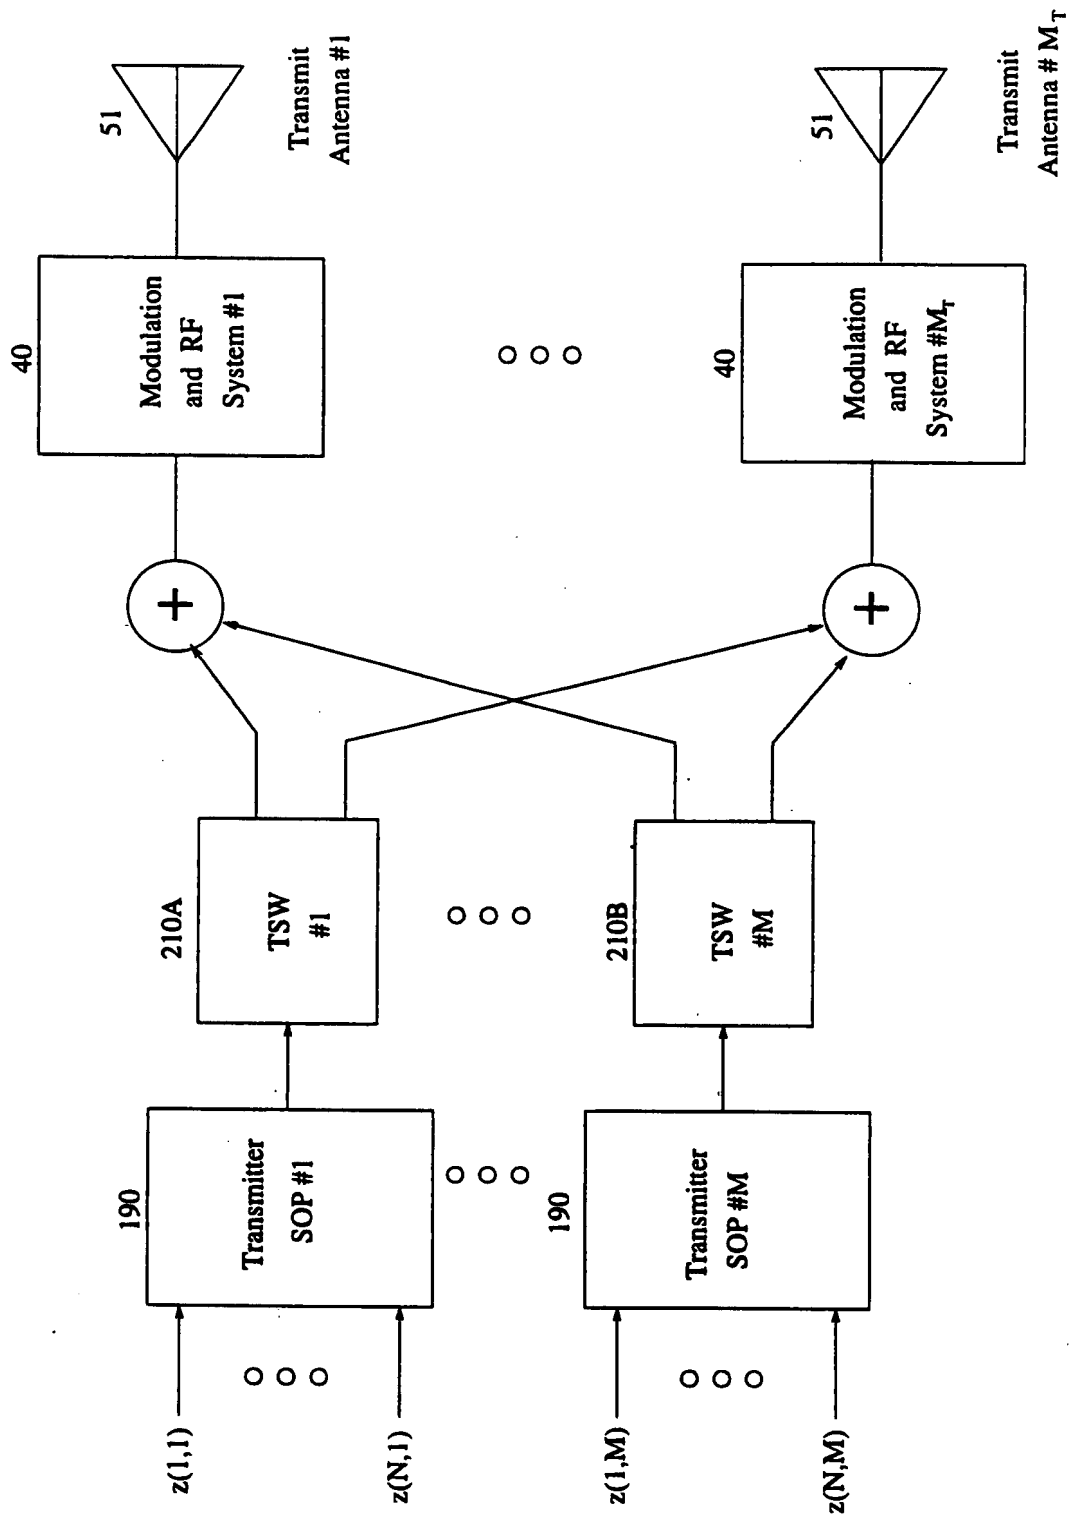 51
Transmit
Antenna #1
40
Modulation
and RF
System #1
+
210A
TSW
#1
190
Transmitter
SOP #1
z(1,1)
z(N,1)
51
Transmit
Antenna # M_T
40
Modulation
and RF
System #M_T
+
210B
TSW
#M
190
Transmitter
SOP #M
z(1,M)
z(N,M)